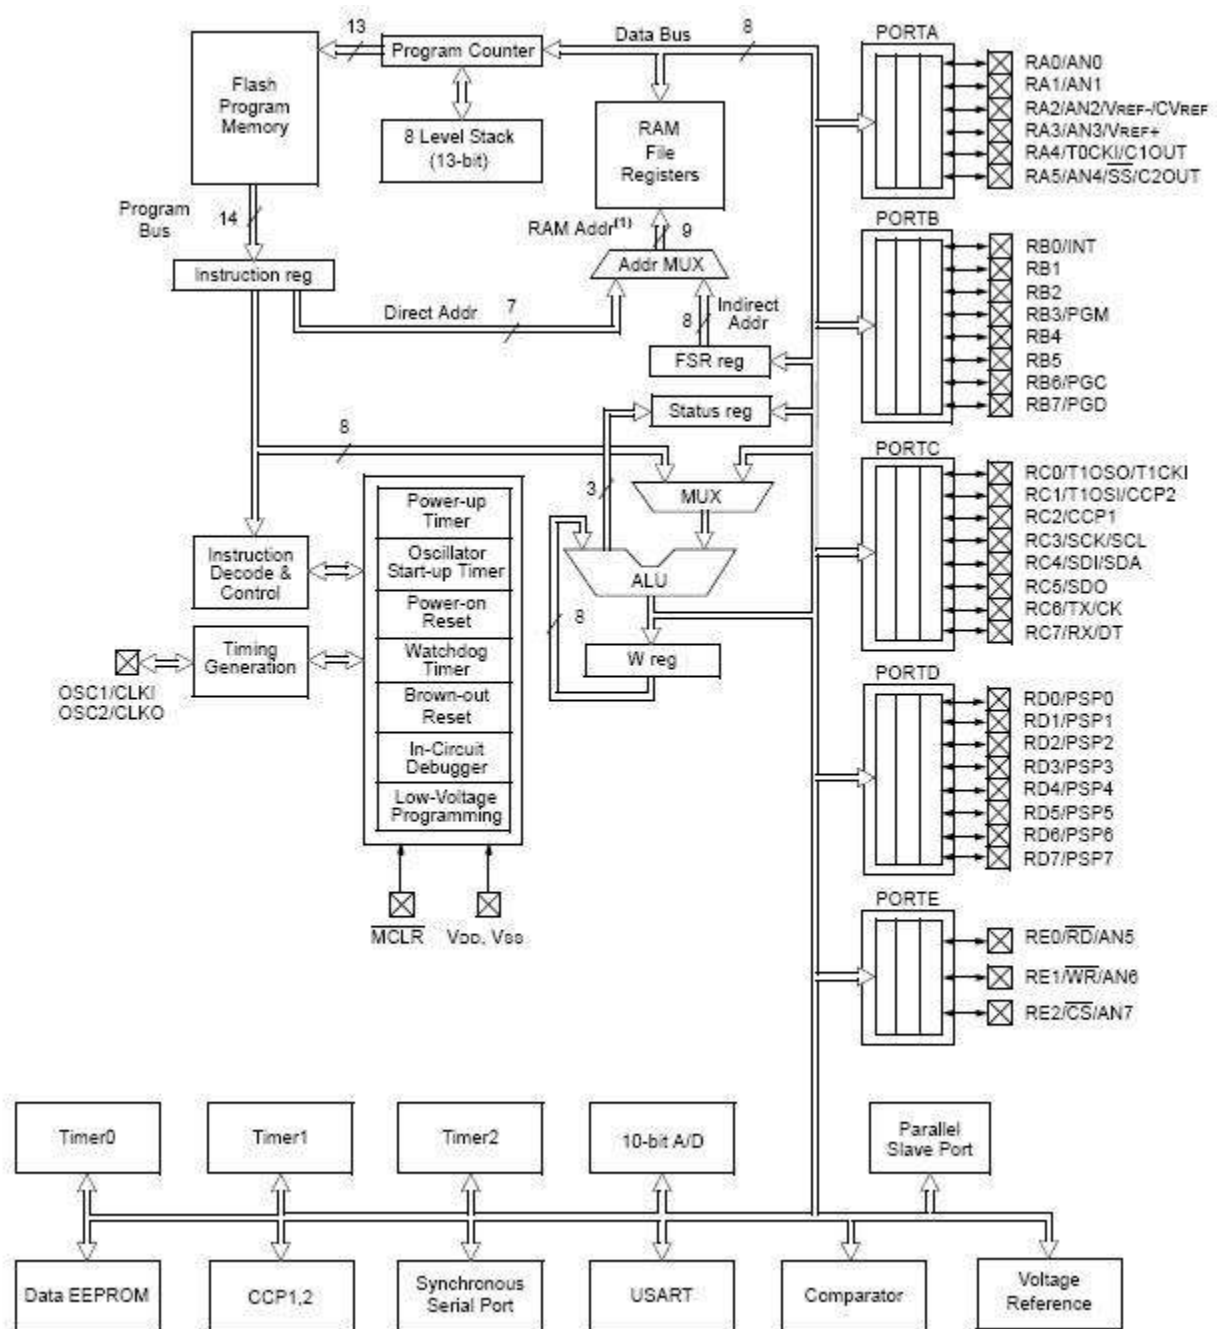 13
Data Bus
8
PORTA
Program Counter
Flash
Program
Memory
8 Level Stack
(13-bit)
RAM
File
Registers
RA0/AN0
RA1/AN1
RA2/AN2/VREF-/CVREF
RA3/AN3/VREF+
RA4/T0CKI/C1OUT
RA5/AN4/SS/C2OUT
Program
Bus
14
RAM Addr(1)
9
PORTB
Instruction reg
Addr MUX
Direct Addr
7
8
Indirect
Addr
FSR reg
RB0/INT
RB1
RB2
RB3/PGM
RB4
RB5
RB6/PGC
RB7/PGD
Status reg
8
PORTC
3
MUX
RC0/T1OSO/T1CKI
RC1/T1OSI/CCP2
RC2/CCP1
RC3/SCK/SCL
RC4/SDI/SDA
RC5/SDO
RC6/TX/CK
RC7/RX/DT
Power-up
Timer
Oscillator
Start-up Timer
Power-on
Reset
Watchdog
Timer
Brown-out
Reset
In-Circuit
Debugger
Low-Voltage
Programming
Instruction
Decode &
Control
ALU
8
W reg
Timing
Generation
OSC1/CLKI
OSC2/CLKO
PORTD
RD0/PSP0
RD1/PSP1
RD2/PSP2
RD3/PSP3
RD4/PSP4
RD5/PSP5
RD6/PSP6
RD7/PSP7
MCLR
VDD, VSS
PORTE
RE0/RD/AN5
RE1/WR/AN6
RE2/CS/AN7
Timer0
Timer1
Timer2
10-bit A/D
Parallel
Slave Port
Data EEPROM
CCP1,2
Synchronous
Serial Port
USART
Comparator
Voltage
Reference